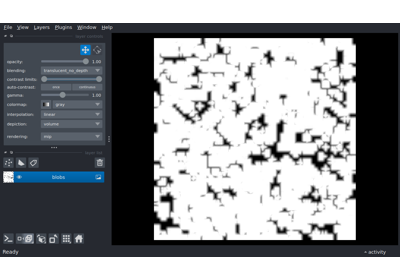 File View Layers Plugins Window Help
opacity: 1.00
blending: translucent_no_depth
contrast limits:
auto-contrast: once continuous
gamma: 1.00
colormap: gray
interpolation: linear
depiction: volume
rendering: mip
blobs
Ready activity